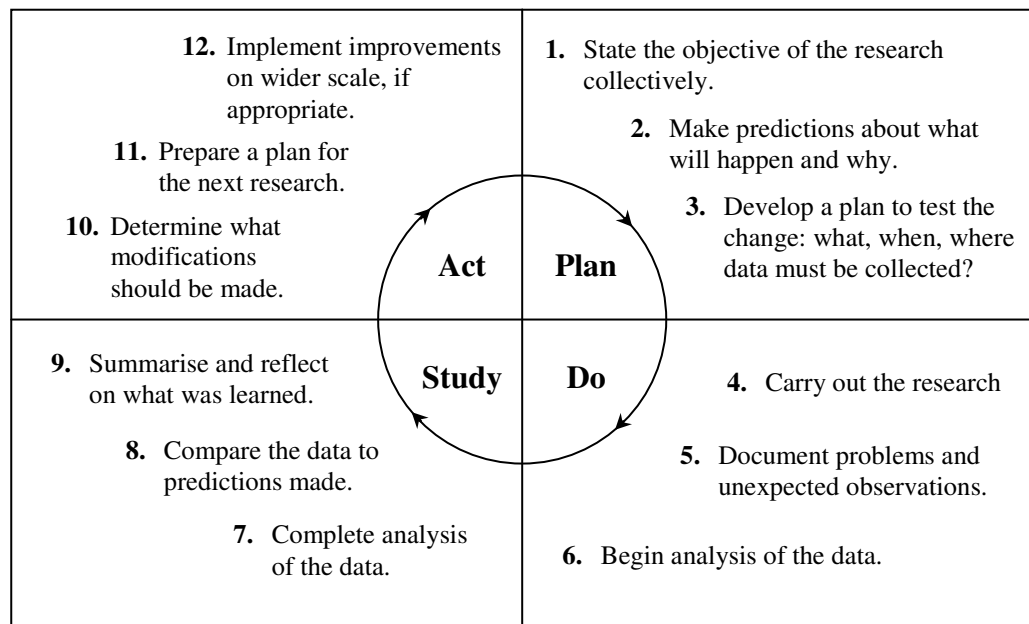 1. State the objective of the research
collectively.
2. Make predictions about what
will happen and why.
3. Develop a plan to test the
change: what, when, where
data must be collected?
Plan
Do
4. Carry out the research
5. Document problems and
unexpected observations.
6. Begin analysis of the data.
Study
7. Complete analysis
of the data.
8. Compare the data to
predictions made.
9. Summarise and reflect
on what was learned.
Act
10. Determine what
modifications
should be made.
11. Prepare a plan for
the next research.
12. Implement improvements
on wider scale, if
appropriate.